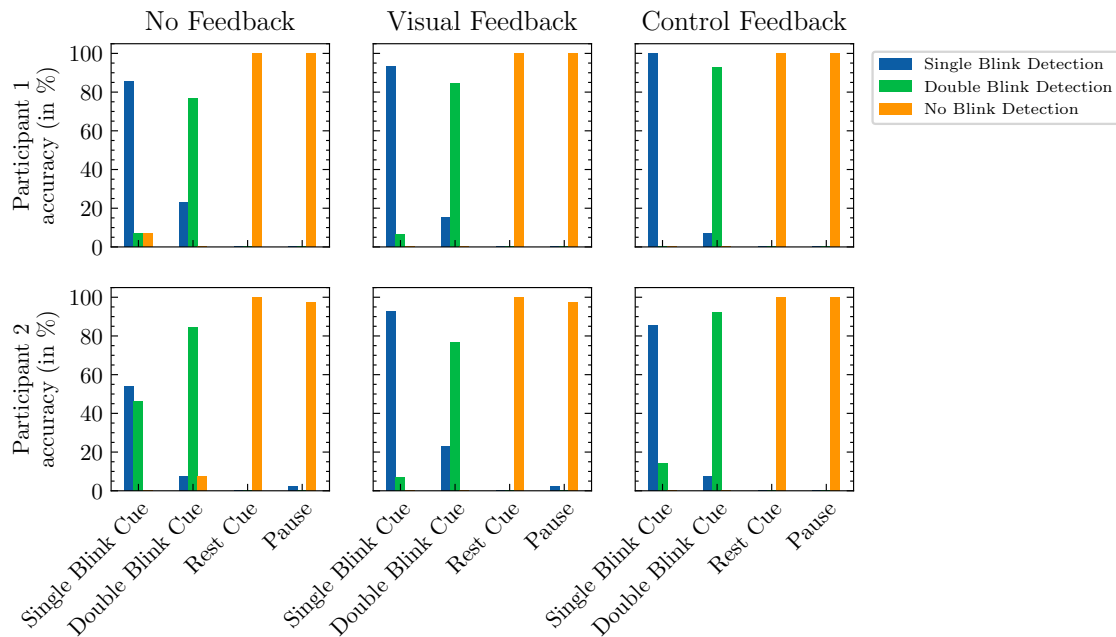 No Feedback
Visual Feedback
Control Feedback
Participant 1
accuracy (in %)
100
80
60
40
20
0
Single Blink Detection
Double Blink Detection
No Blink Detection
Participant 2
accuracy (in %)
100
80
60
40
20
0
Single Blink Cue
Double Blink Cue
Rest Cue
Pause
Single Blink Cue
Double Blink Cue
Rest Cue
Pause
Single Blink Cue
Double Blink Cue
Rest Cue
Pause